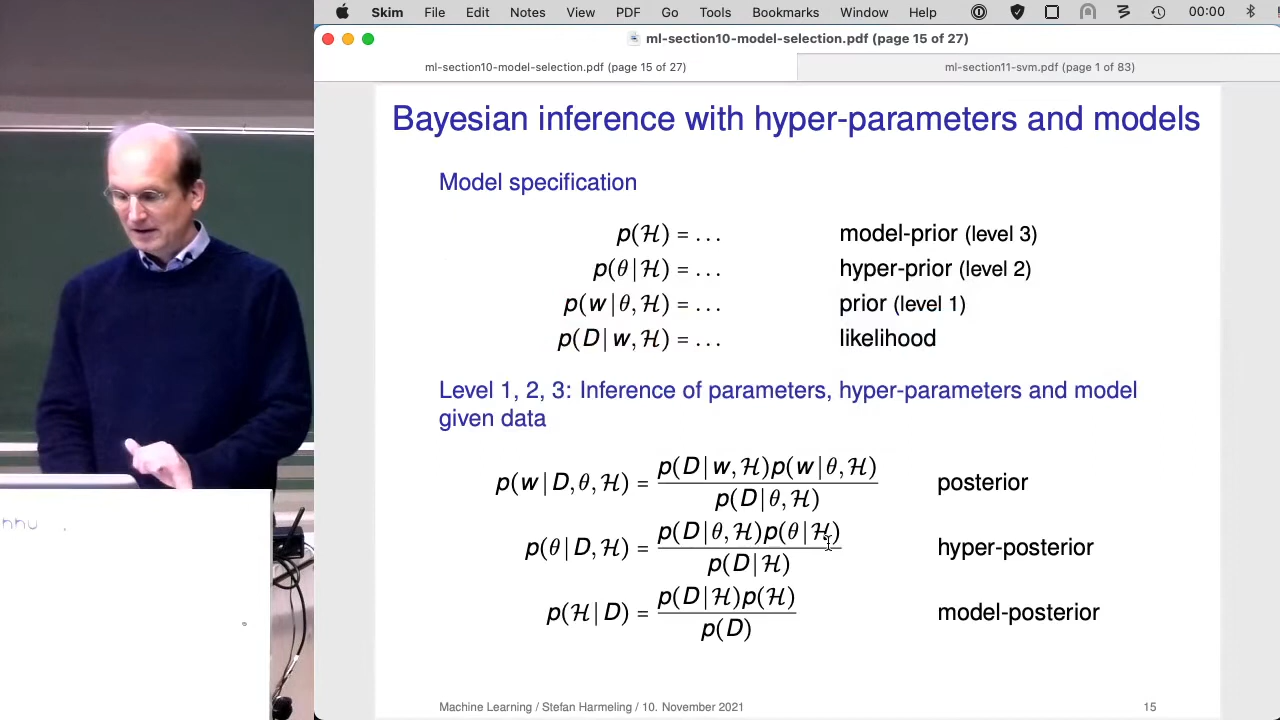 Skim File Edit Notes View PDF Go Tools Bookmarks Window Help 00:00
ml-section10-model-selection.pdf (page 15 of 27)
ml-section10-model-selection.pdf (page 15 of 27) ml-section11-svm.pdf (page 1 of 83)
Bayesian inference with hyper-parameters and models
Model specification
p(ℋ) = ... model-prior (level 3)
p(θ|ℋ) = ... hyper-prior (level 2)
p(w|θ,ℋ) = ... prior (level 1)
p(D|w,ℋ) = ... likelihood
Level 1, 2, 3: Inference of parameters, hyper-parameters and model
given data
p(w|D,θ,ℋ) = p(D|w,ℋ)p(w|θ,ℋ) / p(D|θ,ℋ) posterior
p(θ|D,ℋ) = p(D|θ,ℋ)p(θ|ℋ) / p(D|ℋ) hyper-posterior
p(ℋ|D) = p(D|ℋ)p(ℋ) / p(D) model-posterior
Machine Learning / Stefan Harmeling / 10. November 2021 15